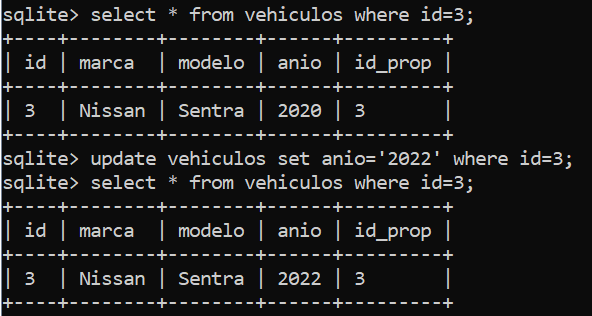 sqlite> select * from vehiculos where id=3;
+----+--------+--------+------+---------+
| id | marca  | modelo | anio | id_prop |
+----+--------+--------+------+---------+
| 3  | Nissan | Sentra | 2020 | 3       |
+----+--------+--------+------+---------+
sqlite> update vehiculos set anio='2022' where id=3;
sqlite> select * from vehiculos where id=3;
+----+--------+--------+------+---------+
| id | marca  | modelo | anio | id_prop |
+----+--------+--------+------+---------+
| 3  | Nissan | Sentra | 2022 | 3       |
+----+--------+--------+------+---------+